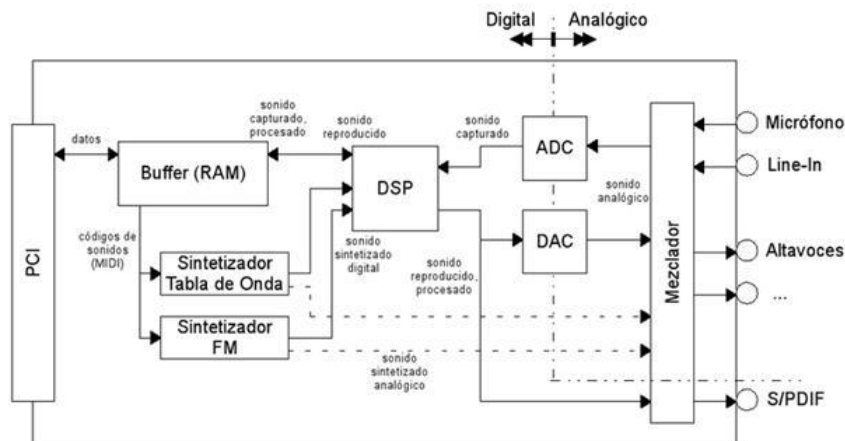 Digital
Analógico
Micrófono
Line-In
Altavoces
...
S/PDIF
PCI
datos
Buffer (RAM)
sonido
capturado,
procesado
sonido
reproducido
DSP
sonido
capturado
ADC
DAC
sonido
analógico
Mezclador
códigos de
sonidos
(MIDI)
Sintetizador
Tabla de Onda
Sintetizador
FM
sonido
sintetizado
digital
sonido
reproducido,
procesado
sonido
sintetizado
analógico